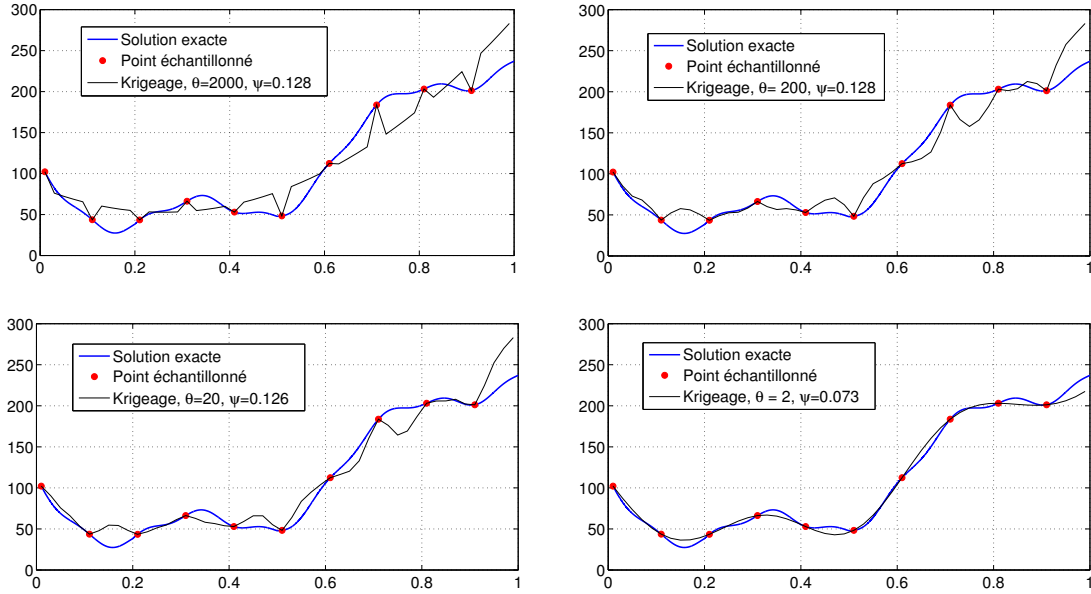 300
250
200
150
100
50
0
Solution exacte
Point échantillonné
Krigeage, θ=2000, ψ=0.128
0 0.2 0.4 0.6 0.8 1
300
250
200
150
100
50
0
Solution exacte
Point échantillonné
Krigeage, θ= 200, ψ=0.128
0 0.2 0.4 0.6 0.8 1
300
250
200
150
100
50
0
Solution exacte
Point échantillonné
Krigeage, θ=20, ψ=0.126
0 0.2 0.4 0.6 0.8 1
300
250
200
150
100
50
0
Solution exacte
Point échantillonné
Krigeage, θ = 2, ψ=0.073
0 0.2 0.4 0.6 0.8 1